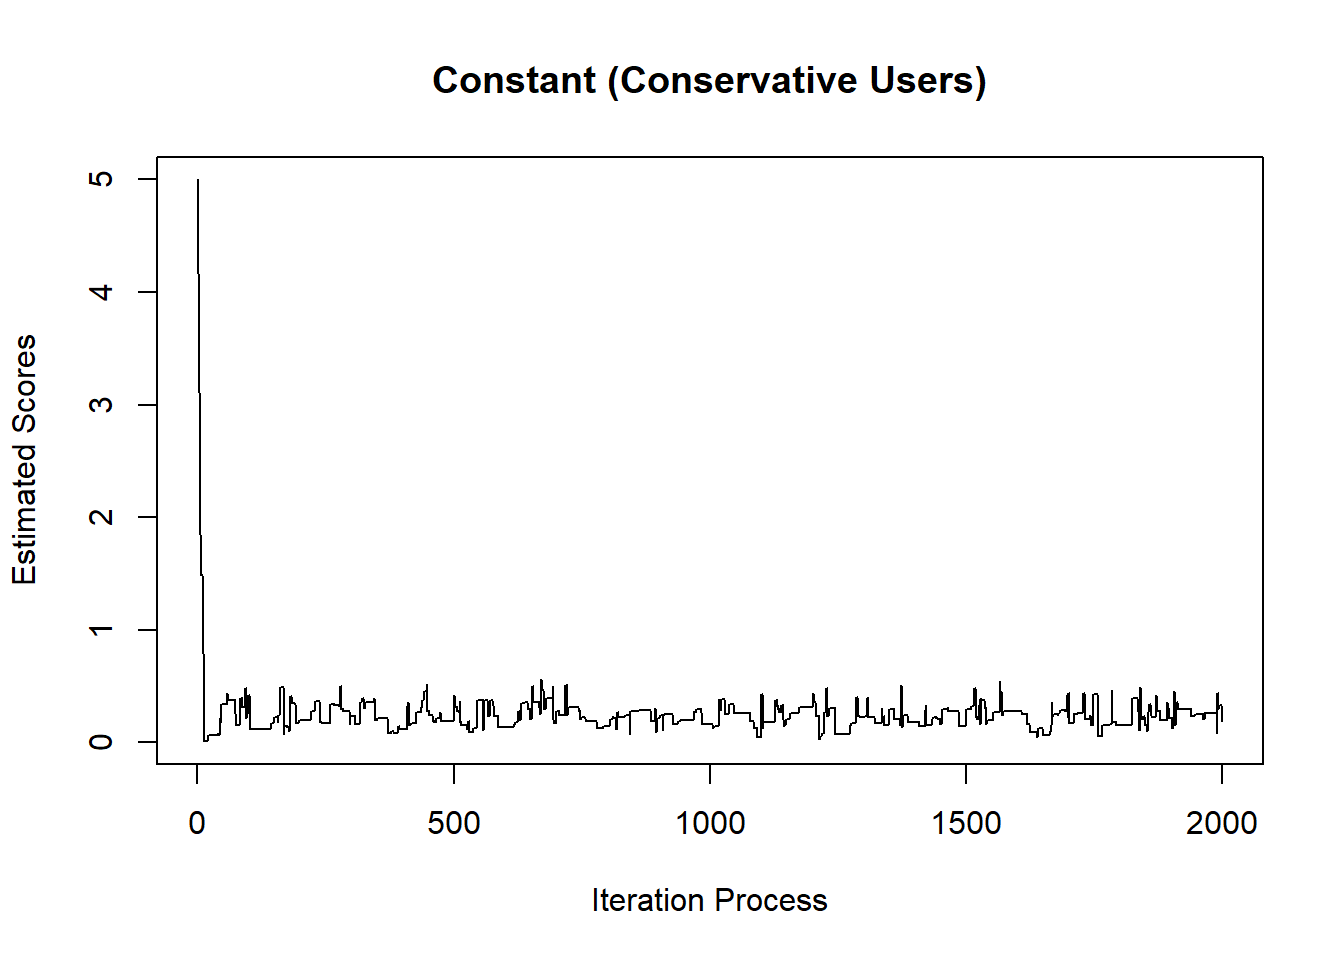 Constant (Conservative Users)
Estimated Scores
5
4
3
2
1
0
0 500 1000 1500 2000
Iteration Process